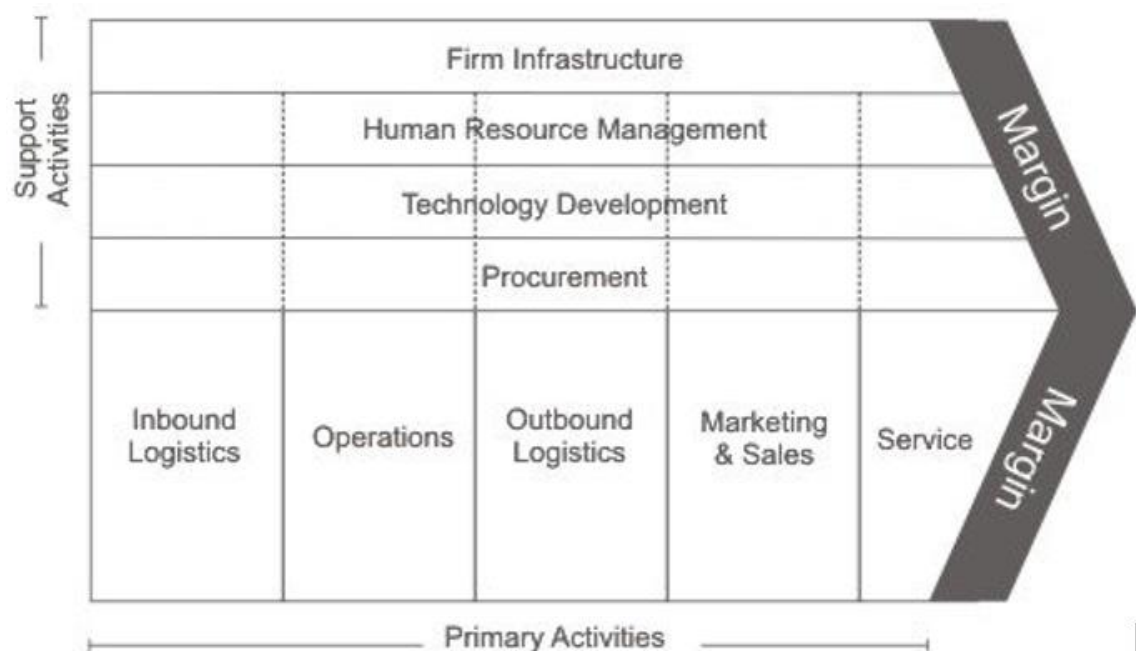 Support
Activities
Firm Infrastructure
Human Resource Management
Technology Development
Procurement
Margin
Inbound
Logistics
Operations
Outbound
Logistics
Marketing
& Sales
Service
Margin
Primary Activities